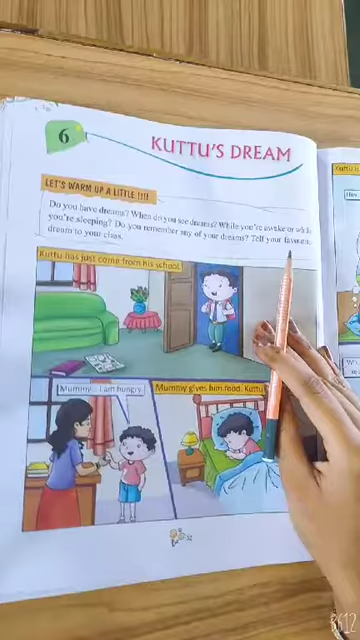 6
KUTTU'S DREAM
LET'S WARM UP A LITTLE !!!!
Do you have dreams? When do you see dreams? While you're awake or while
you're sleeping? Do you remember any of your dreams? Tell your favourite
dream to your class.
Kuttu has just come from his school.
Mummy... I am hungry.
Mummy gives him food. Kuttu
52